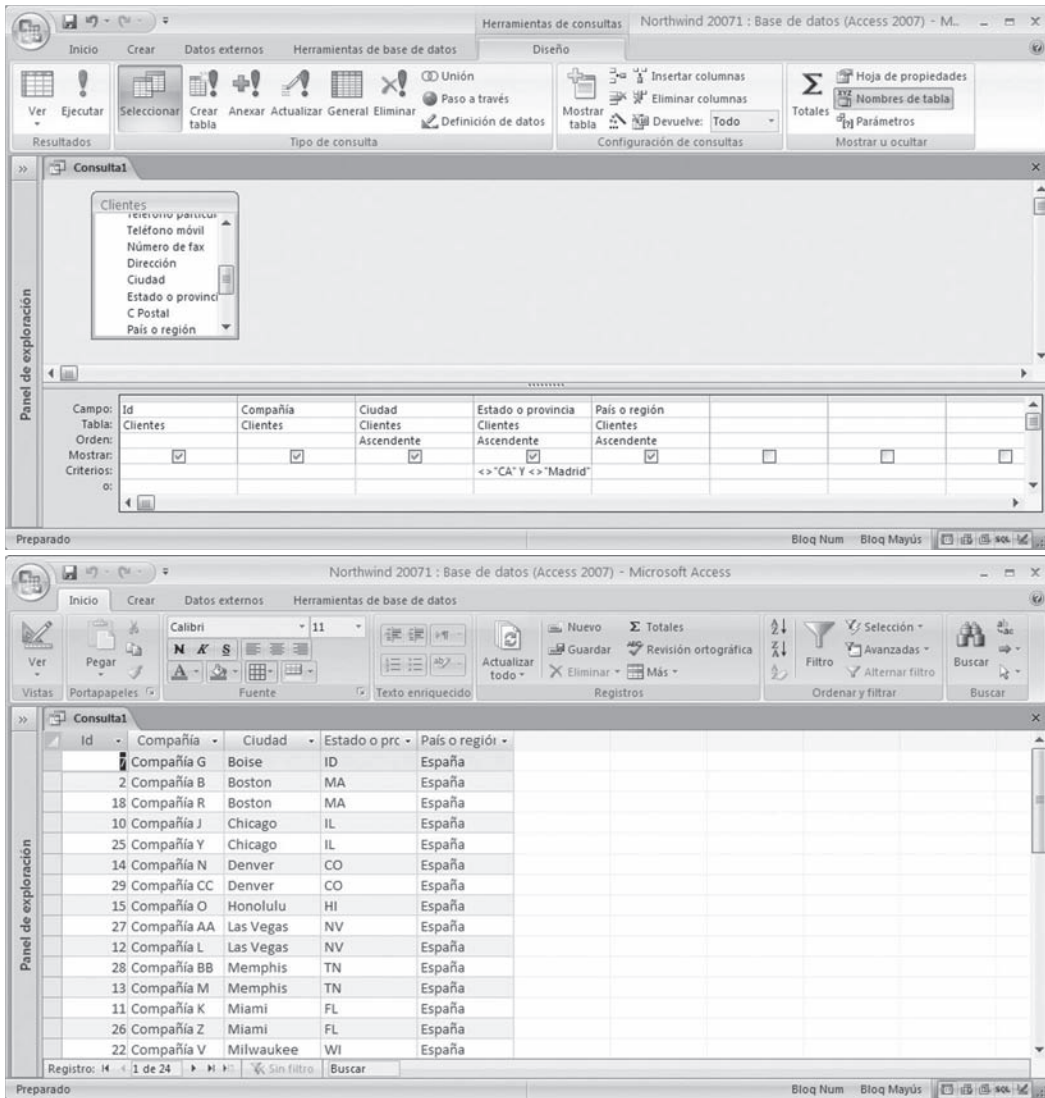 Herramientas de consultas Northwind 20071 : Base de datos (Access 2007) - M..
Inicio Crear Datos externos Herramientas de base de datos Diseño
Ver Ejecutar Seleccionar Crear tabla Anexar Actualizar General Eliminar
Unión
Paso a través
Definición de datos
Mostrar tabla
Insertar columnas
Eliminar columnas
Devuelve: Todo
Totales
Hoja de propiedades
Nombres de tabla
Parámetros
Resultados Tipo de consulta Configuración de consultas Mostrar u ocultar
Consulta1
Panel de exploración
Clientes
Teléfono particul
Teléfono móvil
Número de fax
Dirección
Ciudad
Estado o provinci
C Postal
País o región
Campo: Id Compañía Ciudad Estado o provincia País o región
Tabla: Clientes Clientes Clientes Clientes Clientes
Orden: Ascendente Ascendente Ascendente
Mostrar:
Criterios: <>"CA" Y <>"Madrid"
o:
Preparado Bloq Num Bloq Mayús SQL
Northwind 20071 : Base de datos (Access 2007) - Microsoft Access
Inicio Crear Datos externos Herramientas de base de datos
Ver Pegar
Calibri 11
N K S
Actualizar todo
Nuevo
Guardar
Eliminar
Totales
Revisión ortográfica
Más
Filtro
Selección
Avanzadas
Alternar filtro
Buscar
Vistas Portapapeles Fuente Texto enriquecido Registros Ordenar y filtrar Buscar
Consulta1
Panel de exploración
Id Compañía Ciudad Estado o prc País o regiói
7 Compañía G Boise ID España
2 Compañía B Boston MA España
18 Compañía R Boston MA España
10 Compañía J Chicago IL España
25 Compañía Y Chicago IL España
14 Compañía N Denver CO España
29 Compañía CC Denver CO España
15 Compañía O Honolulu HI España
27 Compañía AA Las Vegas NV España
12 Compañía L Las Vegas NV España
28 Compañía BB Memphis TN España
13 Compañía M Memphis TN España
11 Compañía K Miami FL España
26 Compañía Z Miami FL España
22 Compañía V Milwaukee WI España
Registro: 1 de 24 Sin filtro Buscar
Preparado Bloq Num Bloq Mayús SQL